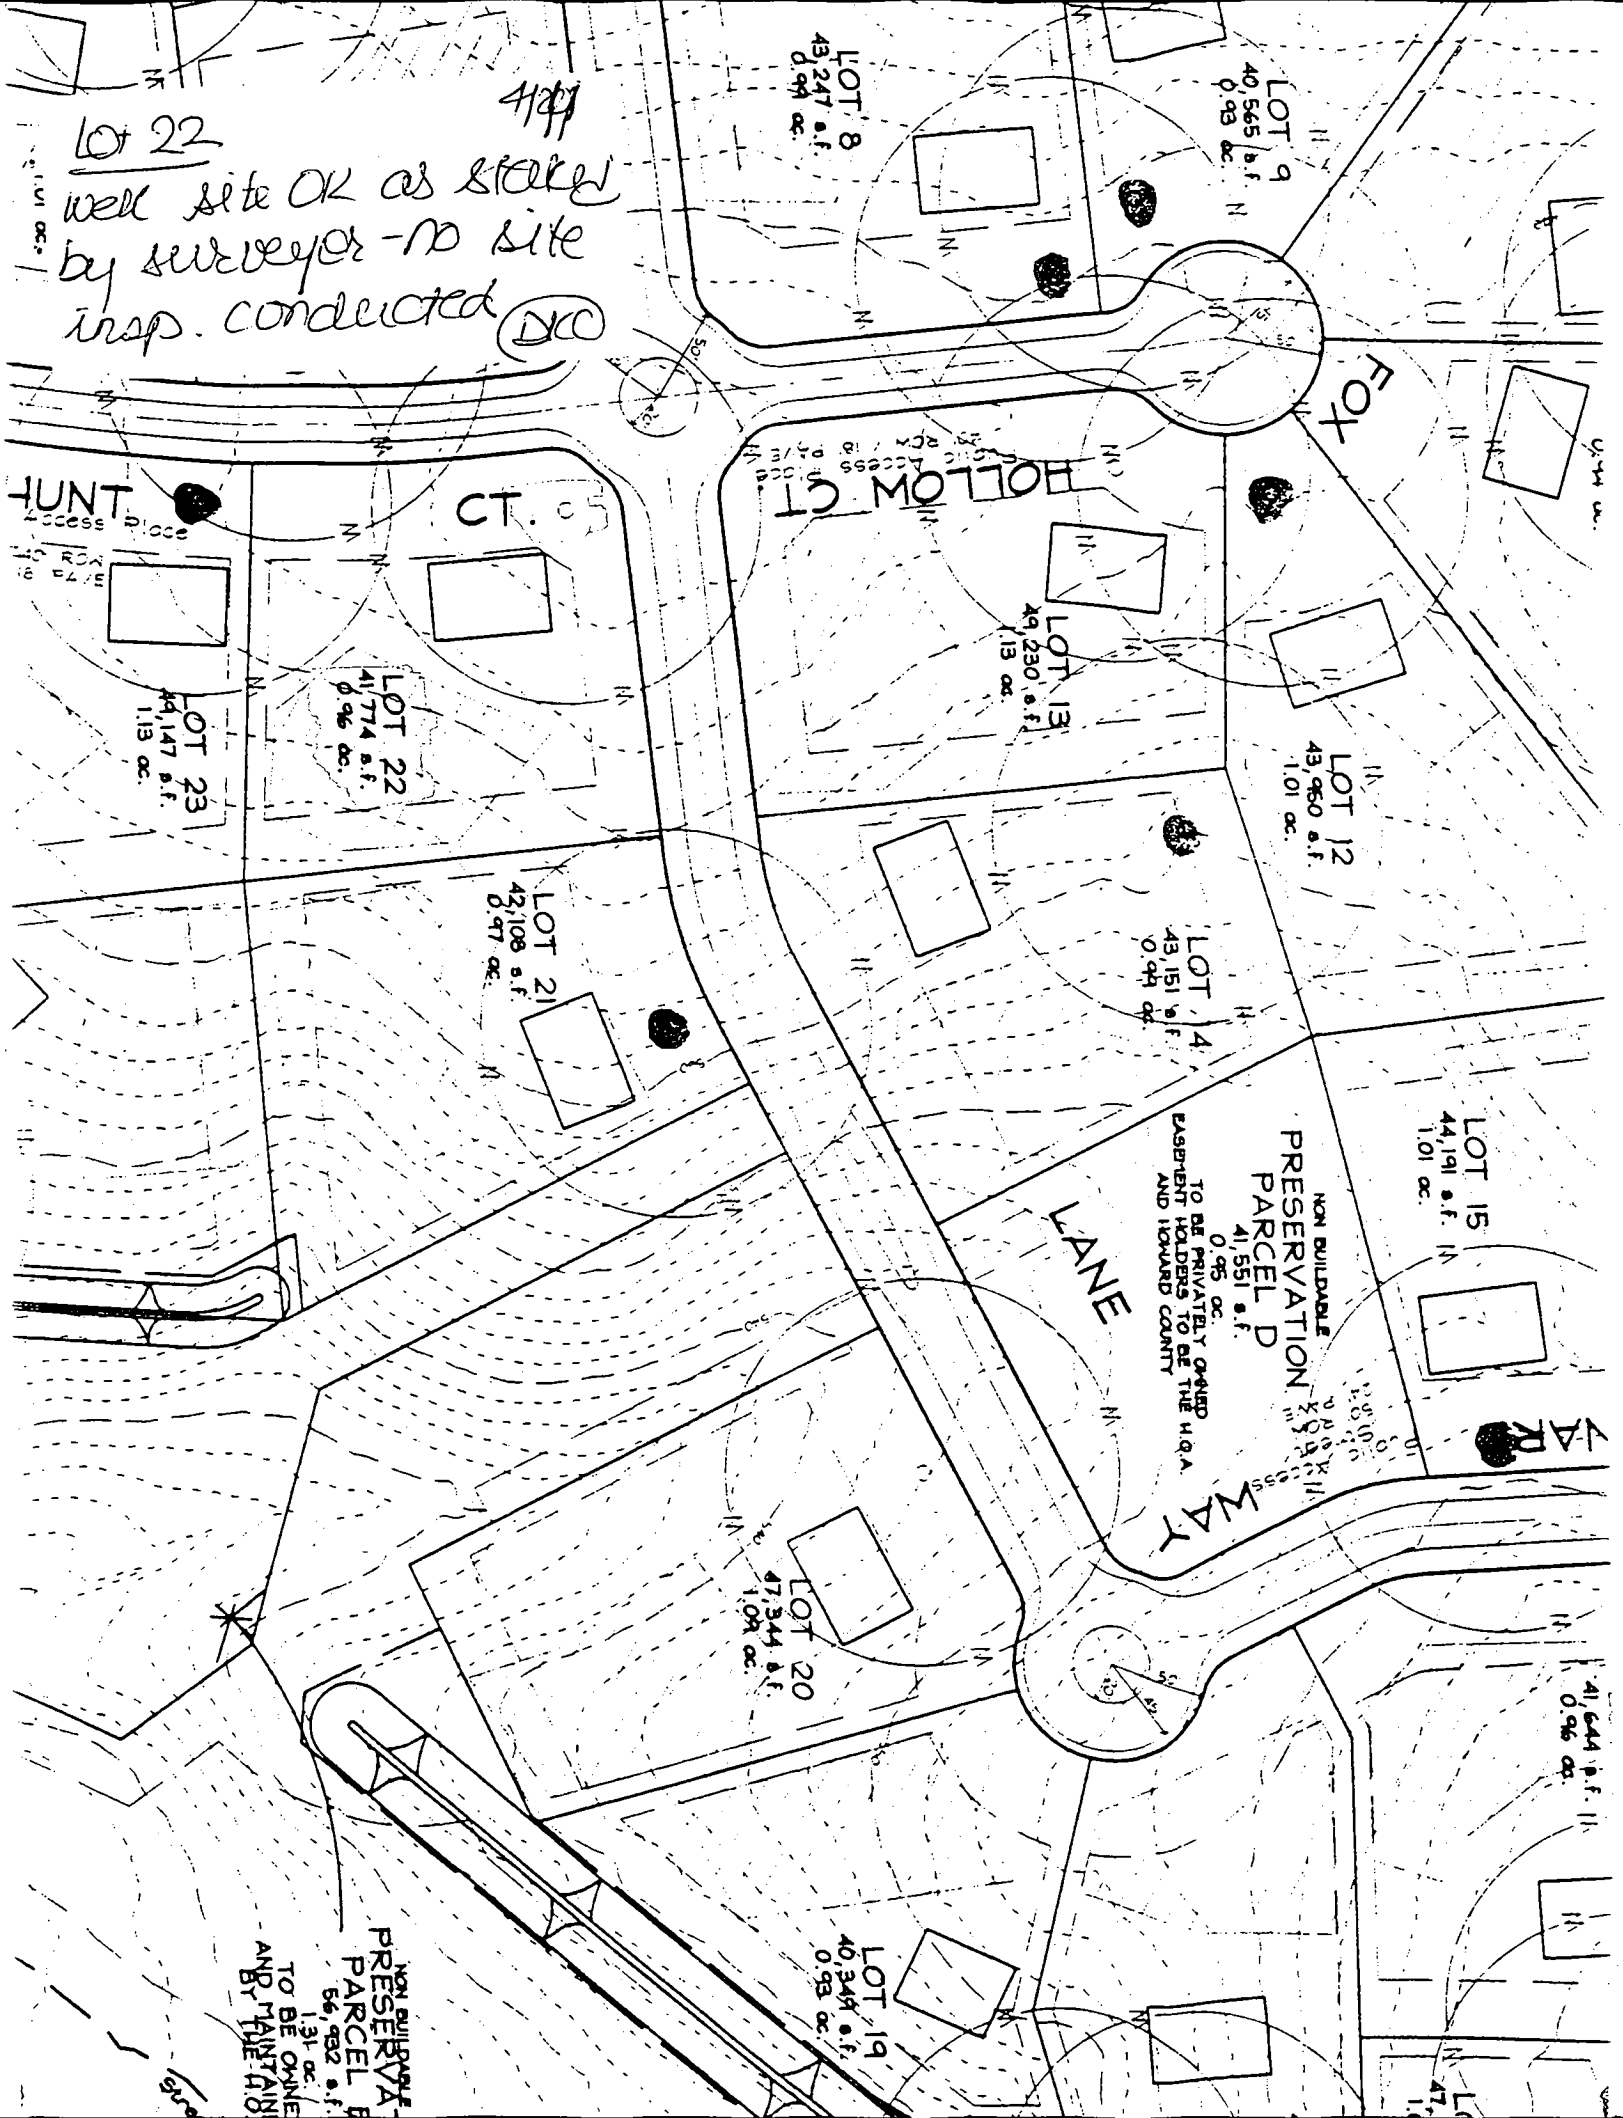 Lot 22
well site OK as staked
by surveyor - no site
insp. conducted
DKC
LOT 8
43,247 s.f.
0.99 ac.
LOT 9
40,565 s.f.
0.93 ac.
FOX
HOLLOW CT
HUNT
Access Place
CT.
50'
LOT 13
49,230 s.f.
1.13 ac.
LOT 12
43,950 s.f.
1.01 ac.
LOT 23
49,147 s.f.
1.13 ac.
LOT 22
41,774 s.f.
0.96 ac.
LOT 21
42,108 s.f.
0.97 ac.
LOT 14
43,151 s.f.
0.99 ac.
LOT 15
44,191 s.f.
1.01 ac.
NON BUILDABLE
PRESERVATION
PARCEL D
41,551 s.f.
0.95 ac.
TO BE PRIVATELY OWNED
EASEMENT HOLDERS TO BE THE H.O.A.
AND HOWARD COUNTY
LANE
WAY
LOT 20
47,344 s.f.
1.09 ac.
41,644 s.f.
0.96 ac.
LOT 19
40,349 s.f.
0.93 ac.
NON BUILDABLE
PRESERVA
PARCEL E
56,932 s.f.
1.31 ac.
TO BE OWNE
AND MAINTAIN
BY THE H.O.